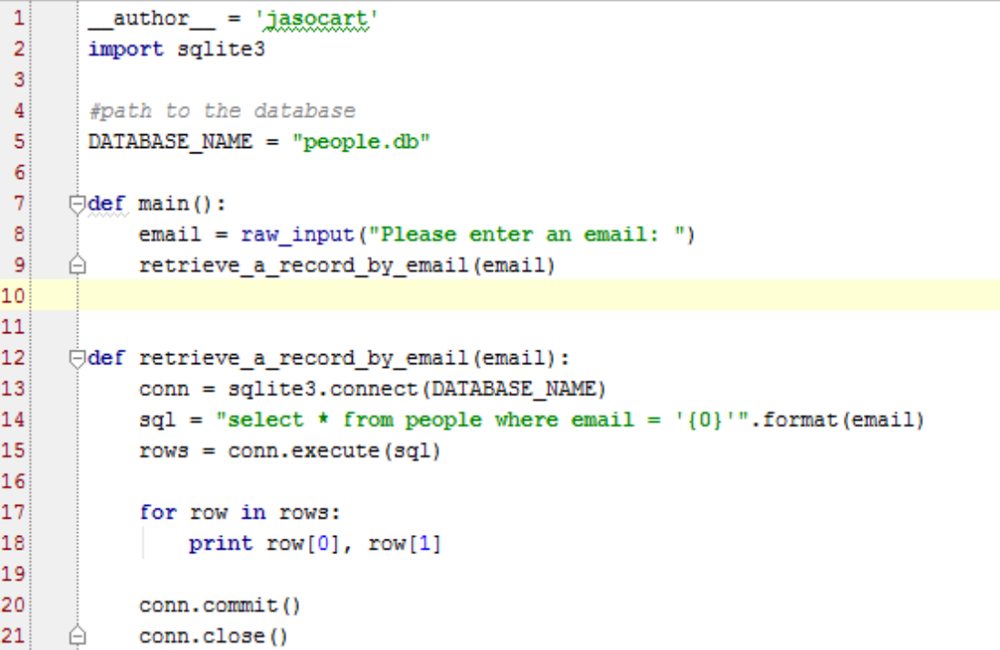 1 __author__ = 'jasocart'
2 import sqlite3
3
4 #path to the database
5 DATABASE_NAME = "people.db"
6
7 def main():
8     email = raw_input("Please enter an email: ")
9     retrieve_a_record_by_email(email)
10
11
12 def retrieve_a_record_by_email(email):
13     conn = sqlite3.connect(DATABASE_NAME)
14     sql = "select * from people where email = '{0}'".format(email)
15     rows = conn.execute(sql)
16
17     for row in rows:
18         print row[0], row[1]
19
20     conn.commit()
21     conn.close()